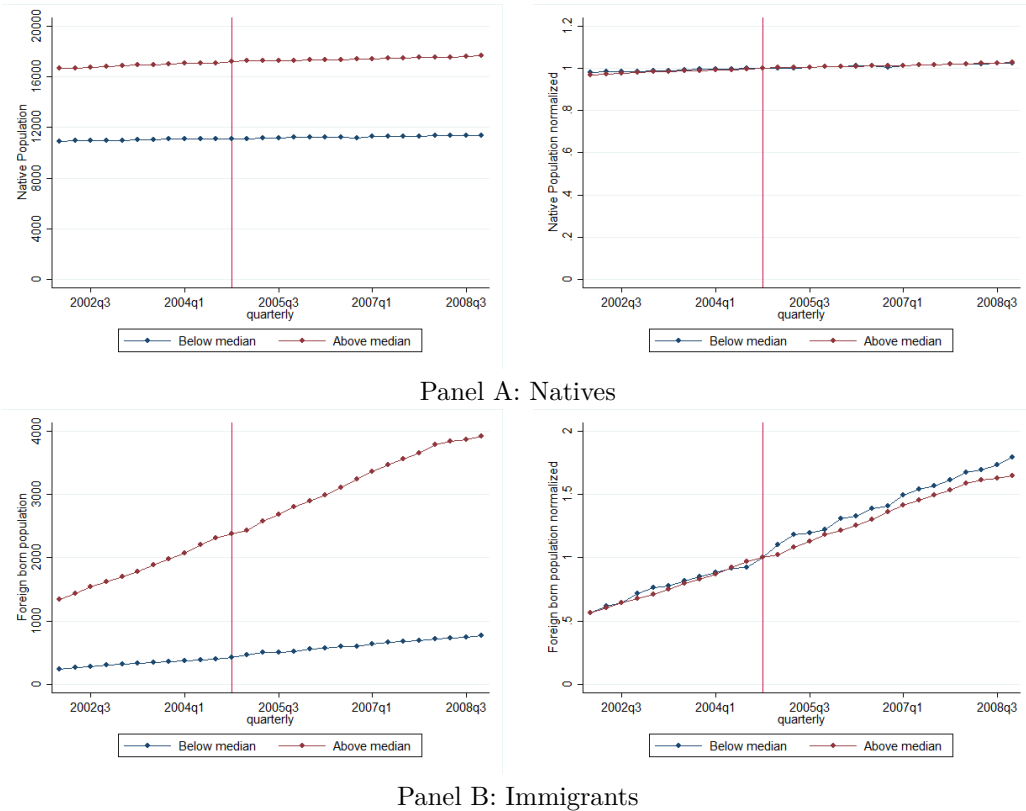 Native Population
20000
16000
12000
8000
4000
0
2002q3 2004q1 2005q3 2007q1 2008q3
quarterly
Below median Above median
Native Population normalized
1.2
1
.8
.6
.4
.2
0
2002q3 2004q1 2005q3 2007q1 2008q3
quarterly
Below median Above median
Panel A: Natives
Foreign born population
4000
3000
2000
1000
0
2002q3 2004q1 2005q3 2007q1 2008q3
quarterly
Below median Above median
Foreign born population normalized
2
1.5
1
.5
0
2002q3 2004q1 2005q3 2007q1 2008q3
quarterly
Below median Above median
Panel B: Immigrants